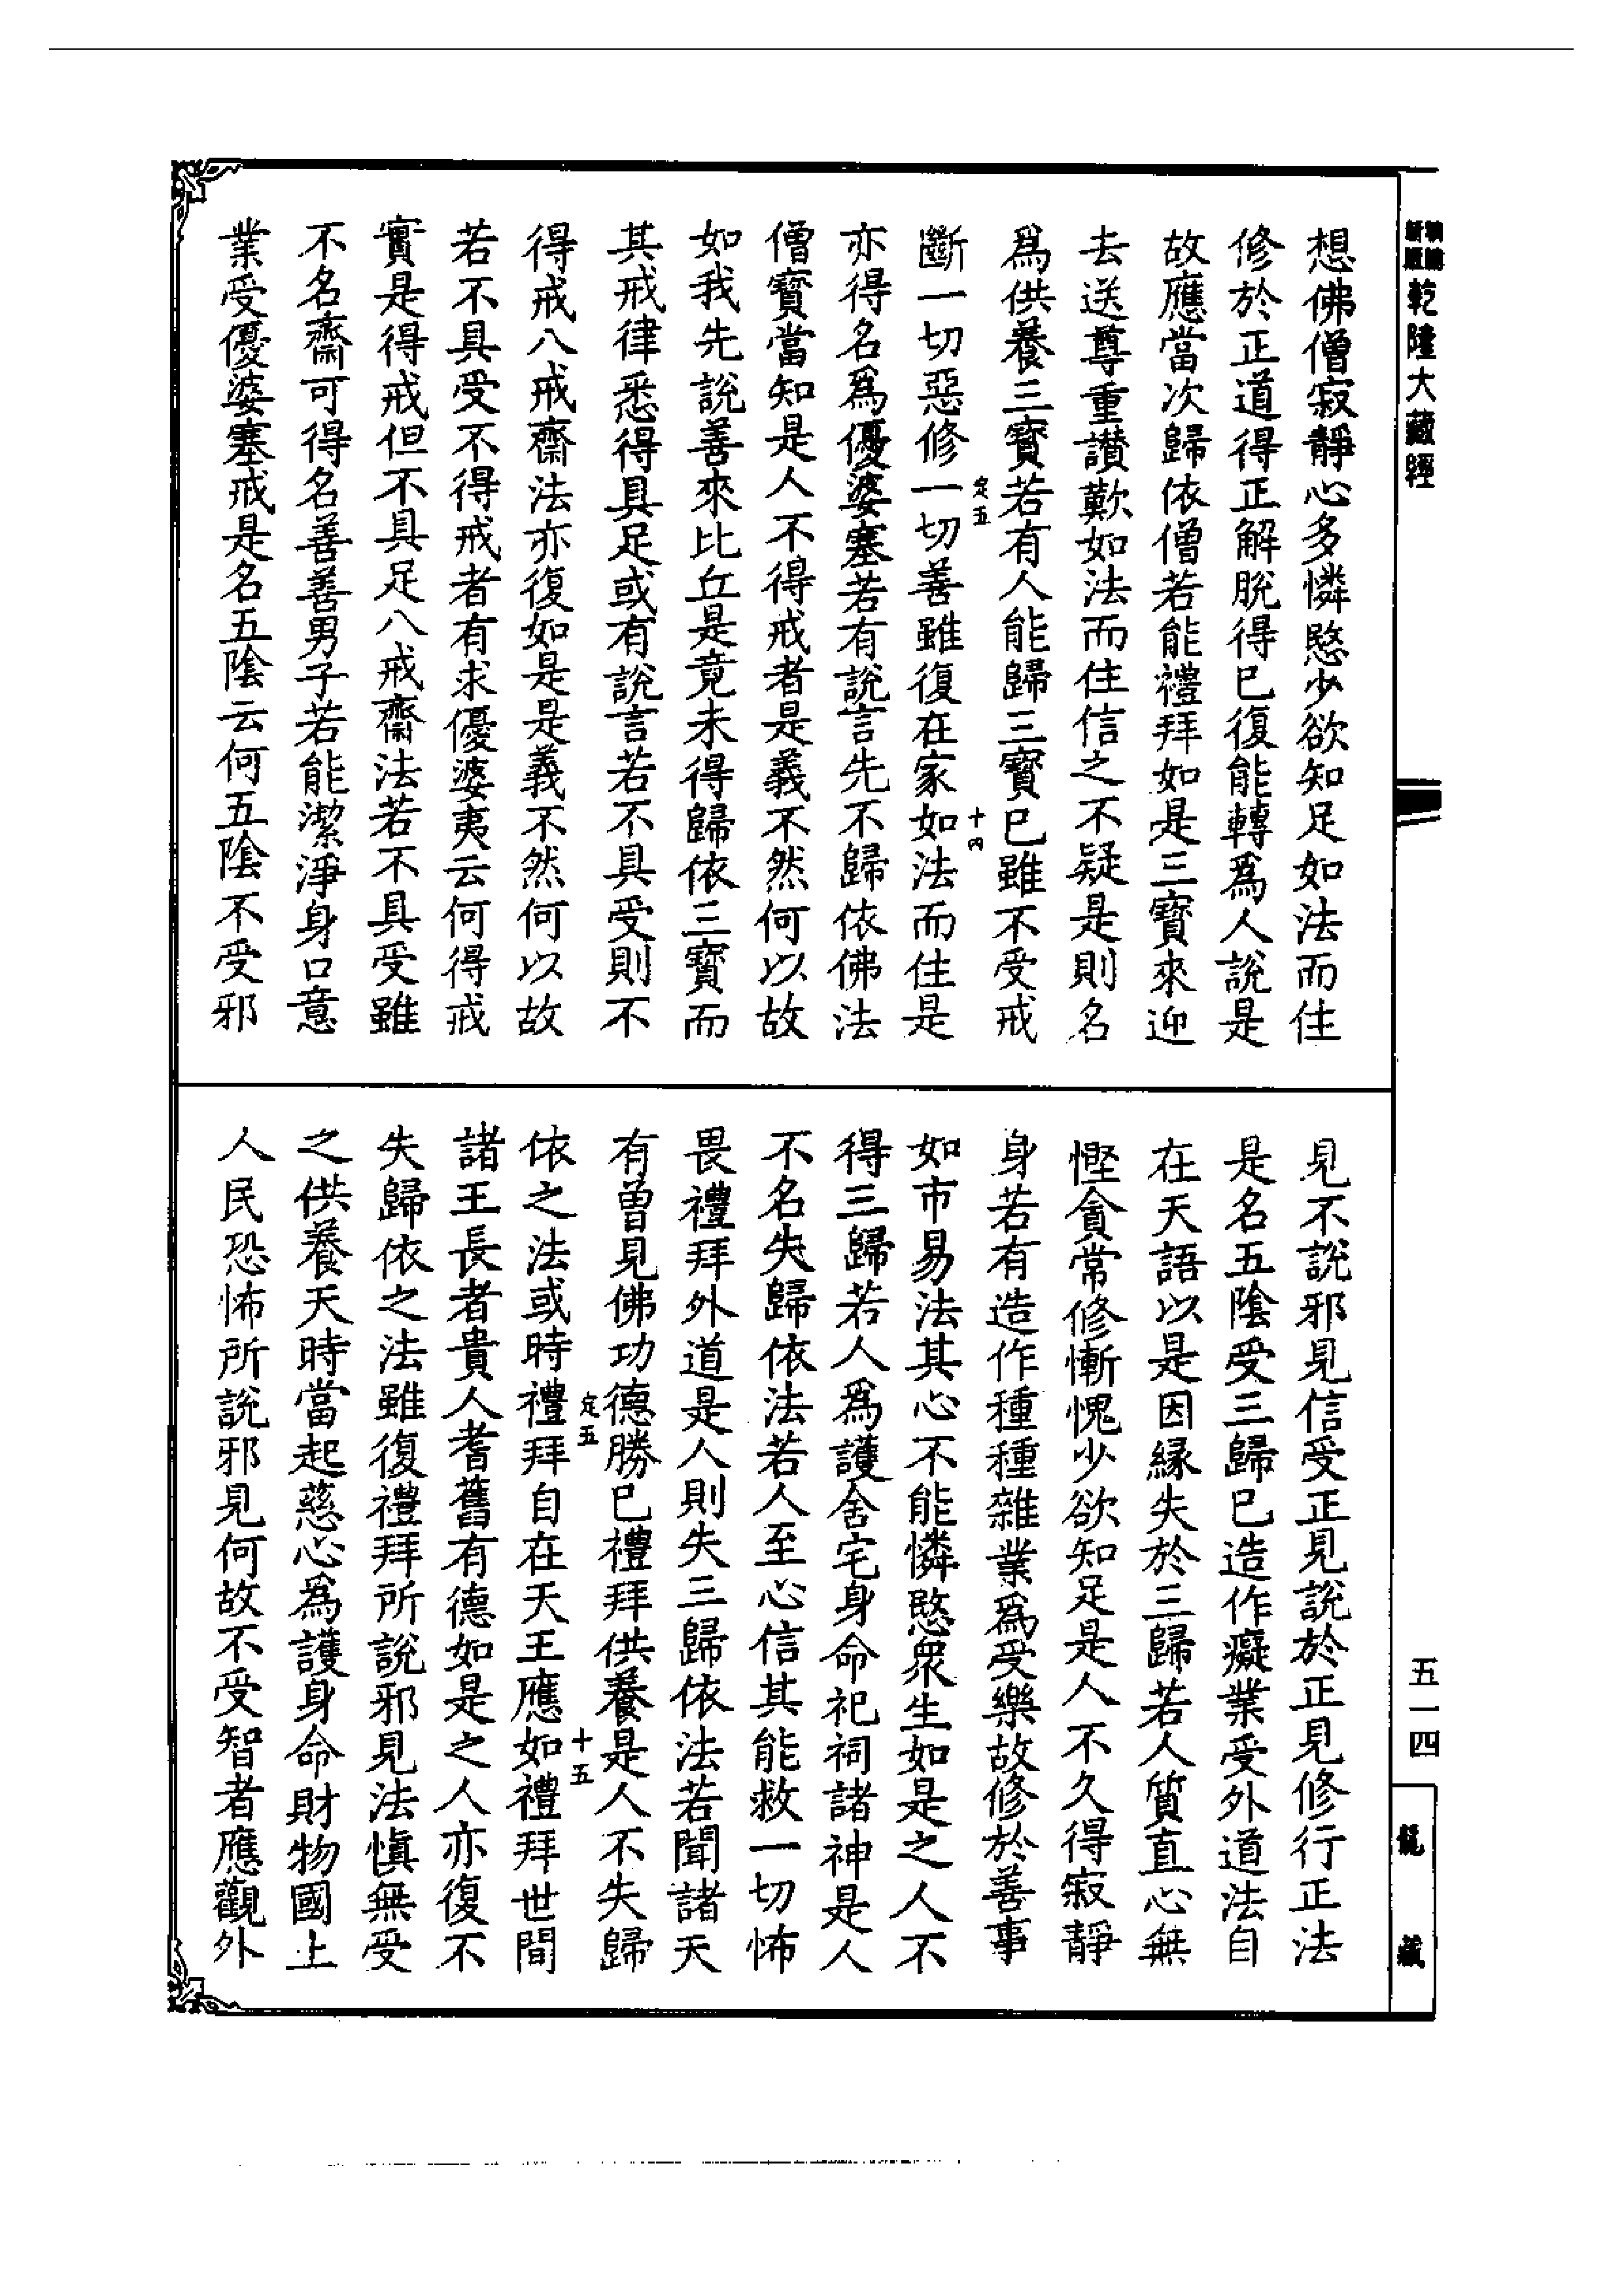 乾隆大藏經
想佛僧寂靜心多憐愍少欲知足如法而住
修於正道得正解脫得已復能轉為人說是
故應當次歸依僧若能禮拜如是三寶來迎
去送尊重讚歎如法而住信之不疑是則名
為供養三寶若有人能歸三寶已雖不受戒
定五
十四
斷一切惡修一切善雖復在家如法而住是
亦得名為優婆塞若有說言先不歸依佛法
僧寶當知是人不得戒者是義不然何以故
如我先說善來比丘是竟未得歸依三寶而
其戒律悉得具足或有說言若不具受則不
得戒八戒齋法亦復如是是義不然何以故
若不具受不得戒者有求優婆夷云何得戒
實是得戒但不具足八戒齋法若不具受雖
不名齋可得名善善男子若能潔淨身口意
業受優婆塞戒是名五陰云何五陰不受邪
見不說邪見信受正見說於正見修行正法
是名五陰受三歸已造作癡業受外道法自
在天語以是因緣失於三歸若人質直心無
慳貪常修慚愧少欲知足是人不久得寂靜
身若有造作種種雜業為受樂故修於善事
如市易法其心不能憐愍眾生如是之人不
得三歸若人為護舍宅身命祀祠諸神是人
不名失歸依法若人至心信其能救一切怖
畏禮拜外道是人則失三歸依法若聞諸天
有曾見佛功德勝已禮拜供養是人不失歸
定五
十五
依之法或時禮拜自在天王應如禮拜世間
諸王長者貴人耆舊有德如是之人亦復不
失歸依之法雖復禮拜所說邪見法慎無受
之供養天時當起慈心為護身命財物國土
人民恐怖所說邪見何故不受智者應觀外
五一四
龍藏